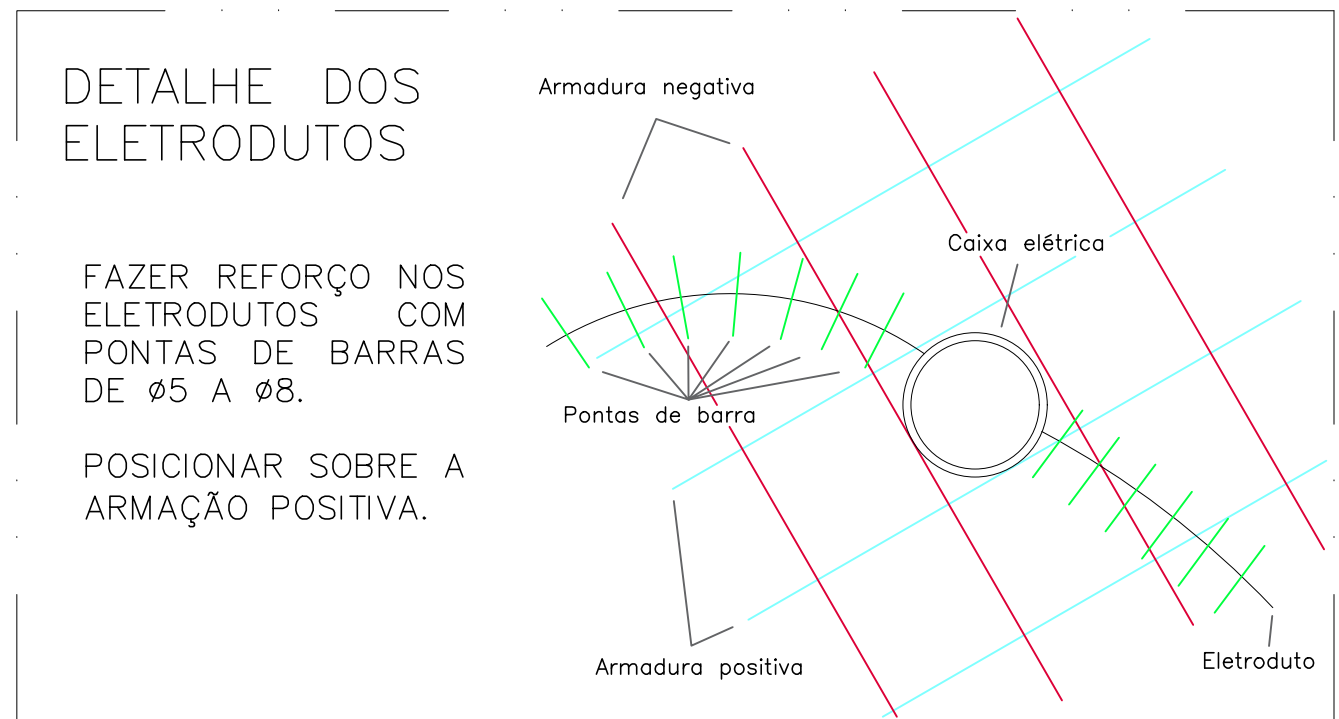 DETALHE DOS
ELETRODUTOS
FAZER REFORÇO NOS
ELETRODUTOS COM
PONTAS DE BARRAS
DE ø5 A ø8.
POSICIONAR SOBRE A
ARMAÇÃO POSITIVA.
Armadura negativa
Caixa elétrica
Pontas de barra
Armadura positiva
Eletroduto